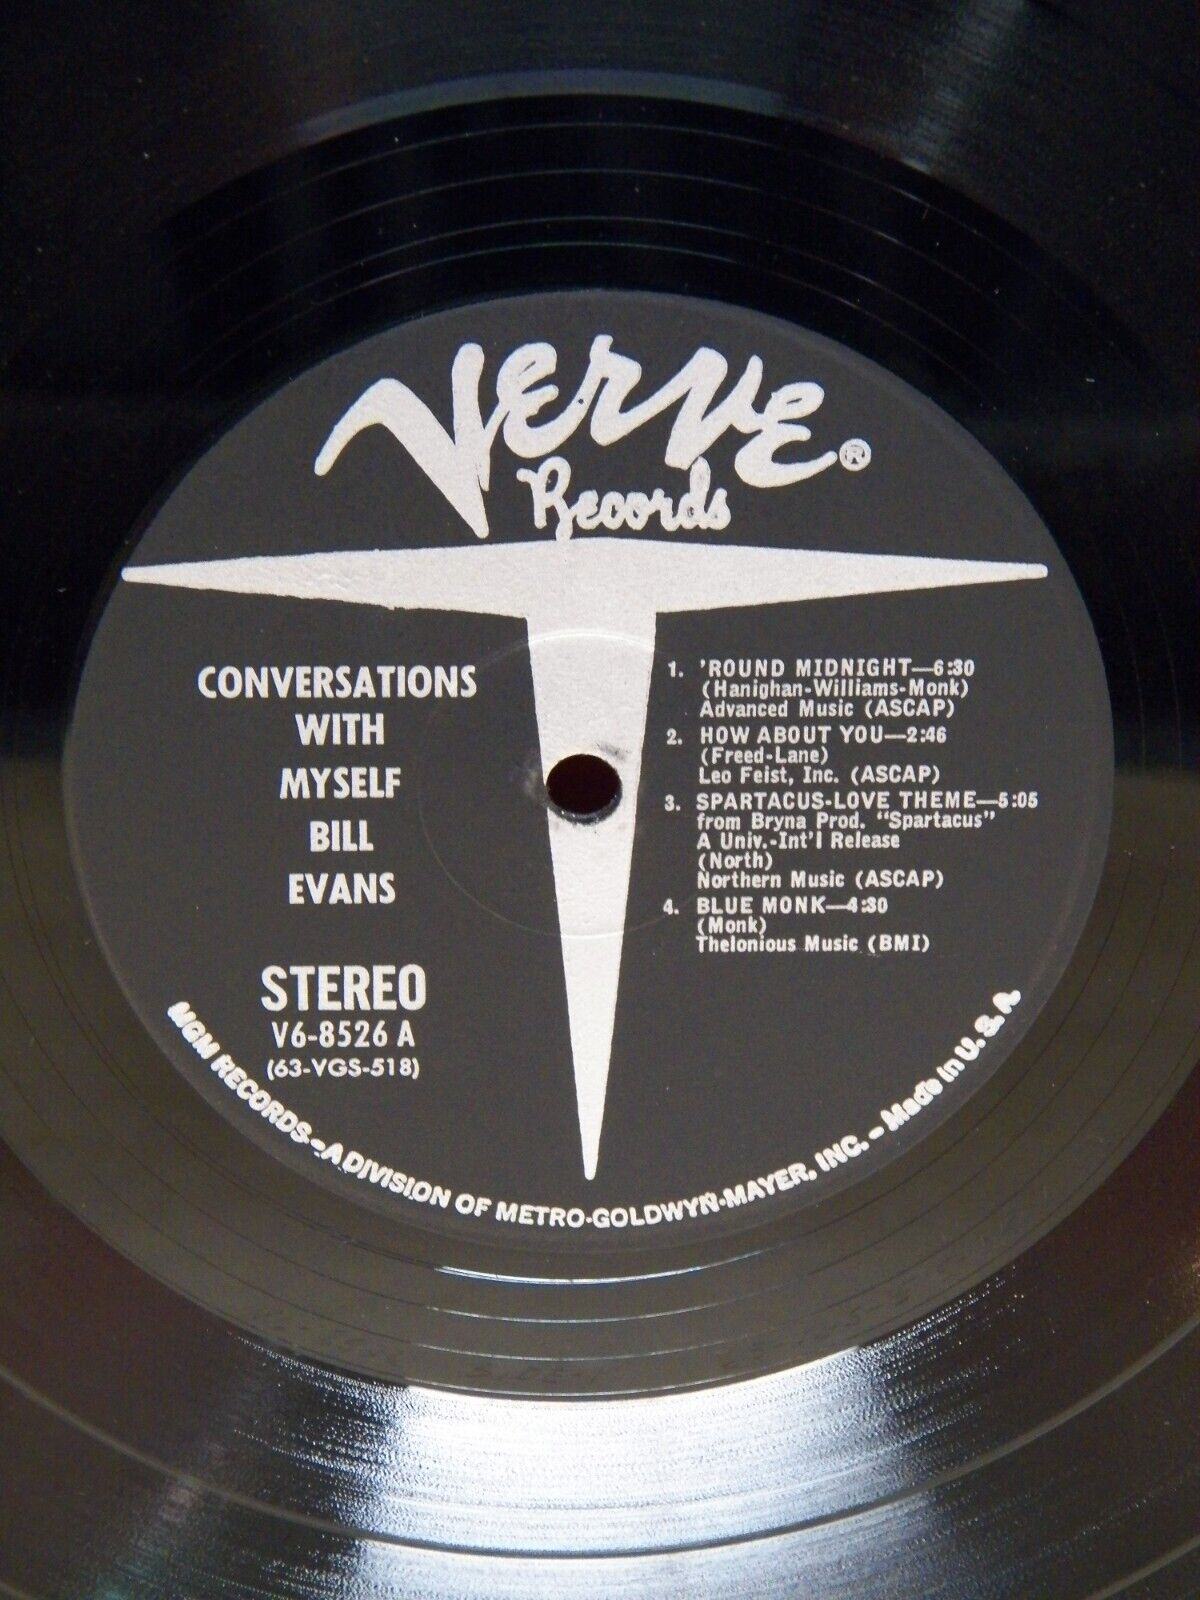 Verve®
Records
CONVERSATIONS
WITH
MYSELF
BILL
EVANS
STEREO
V6-8526 A
(63-VGS-518)
1. 'ROUND MIDNIGHT—6:30
(Hanighan-Williams-Monk)
Advanced Music (ASCAP)
2. HOW ABOUT YOU—2:46
(Freed-Lane)
Leo Feist, Inc. (ASCAP)
3. SPARTACUS-LOVE THEME—5:05
from Bryna Prod. "Spartacus"
A Univ.-Int'l Release
(North)
Northern Music (ASCAP)
4. BLUE MONK—4:30
(Monk)
Thelonious Music (BMI)
MGM RECORDS-A DIVISION OF METRO-GOLDWYN-MAYER, INC. - Made in U. S. A.